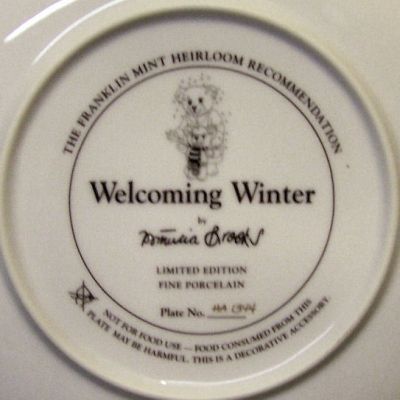 THE FRANKLIN MINT HEIRLOOM RECOMMENDATION
Welcoming Winter
by
Brooks
LIMITED EDITION
FINE PORCELAIN
Plate No.
NOT FOR FOOD USE — FOOD CONSUMED FROM THIS
PLATE MAY BE HARMFUL. THIS IS A DECORATIVE ACCESSORY.